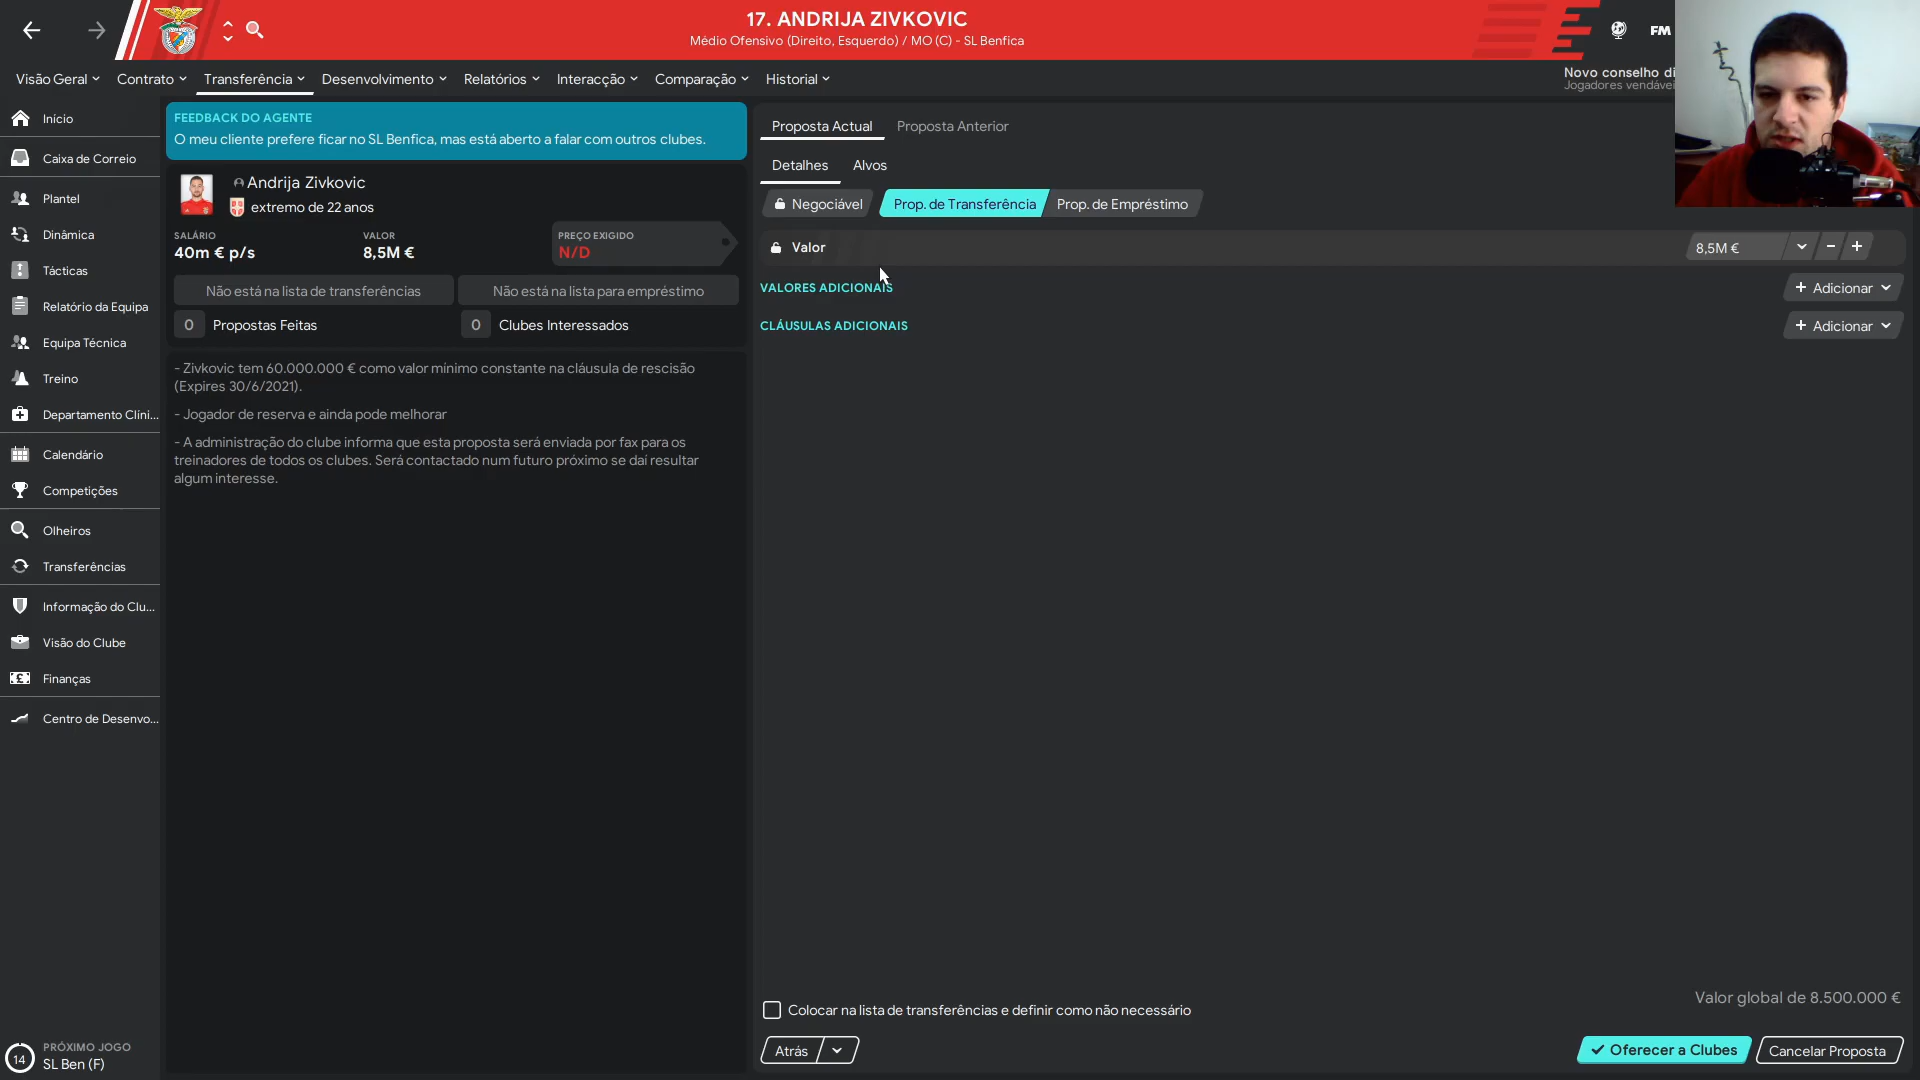 17. ANDRIJA ZIVKOVIC
Médio Ofensivo (Direito, Esquerdo) / MO (C) - SL Benfica
FM
Visão Geral
Contrato
Transferência
Desenvolvimento
Relatórios
Interacção
Comparação
Historial
Novo conselho di
Jogadores vendávei
Início
Caixa de Correio
Plantel
Dinâmica
Tácticas
Relatório da Equipa
Equipa Técnica
Treino
Departamento Clíni...
Calendário
Competições
Olheiros
Transferências
Informação do Clu...
Visão do Clube
Finanças
Centro de Desenvo...
14
PRÓXIMO JOGO
SL Ben (F)
FEEDBACK DO AGENTE
O meu cliente prefere ficar no SL Benfica, mas está aberto a falar com outros clubes.
Andrija Zivkovic
extremo de 22 anos
SALÁRIO
40m € p/s
VALOR
8,5M €
PREÇO EXIGIDO
N/D
Não está na lista de transferências
Não está na lista para empréstimo
0 Propostas Feitas
0 Clubes Interessados
- Zivkovic tem 60.000.000 € como valor mínimo constante na cláusula de rescisão
(Expires 30/6/2021).
- Jogador de reserva e ainda pode melhorar
- A administração do clube informa que esta proposta será enviada por fax para os
treinadores de todos os clubes. Será contactado num futuro próximo se daí resultar
algum interesse.
Proposta Actual
Proposta Anterior
Detalhes
Alvos
Negociável
Prop. de Transferência
Prop. de Empréstimo
Valor
8,5M €
VALORES ADICIONAIS
+ Adicionar
CLÁUSULAS ADICIONAIS
+ Adicionar
Valor global de 8.500.000 €
Colocar na lista de transferências e definir como não necessário
Atrás
Oferecer a Clubes
Cancelar Proposta